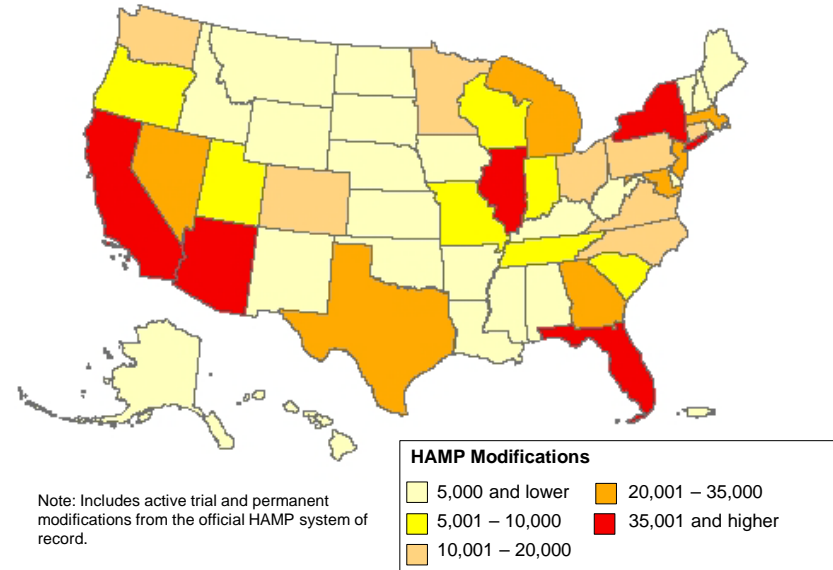 HAMP Modifications
5,000 and lower
20,001 – 35,000
5,001 – 10,000
35,001 and higher
10,001 – 20,000
Note: Includes active trial and permanent
modifications from the official HAMP system of
record.